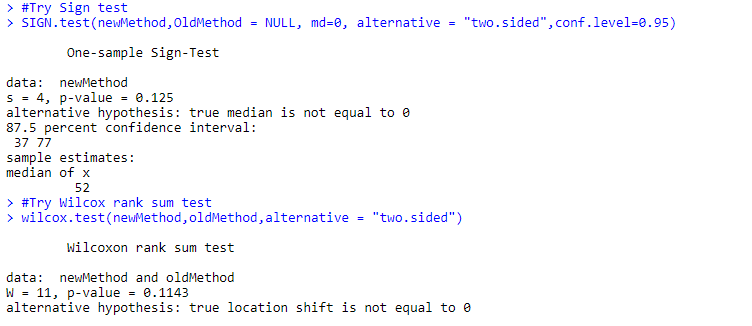 > #Try Sign test
> SIGN.test(newMethod,OldMethod = NULL, md=0, alternative = "two.sided",conf.level=0.95)
One-sample Sign-Test
data:  newMethod
s = 4, p-value = 0.125
alternative hypothesis: true median is not equal to 0
87.5 percent confidence interval:
37 77
sample estimates:
median of x
52
> #Try Wilcox rank sum test
> wilcox.test(newMethod,oldMethod,alternative = "two.sided")
Wilcoxon rank sum test
data:  newMethod and oldMethod
W = 11, p-value = 0.1143
alternative hypothesis: true location shift is not equal to 0